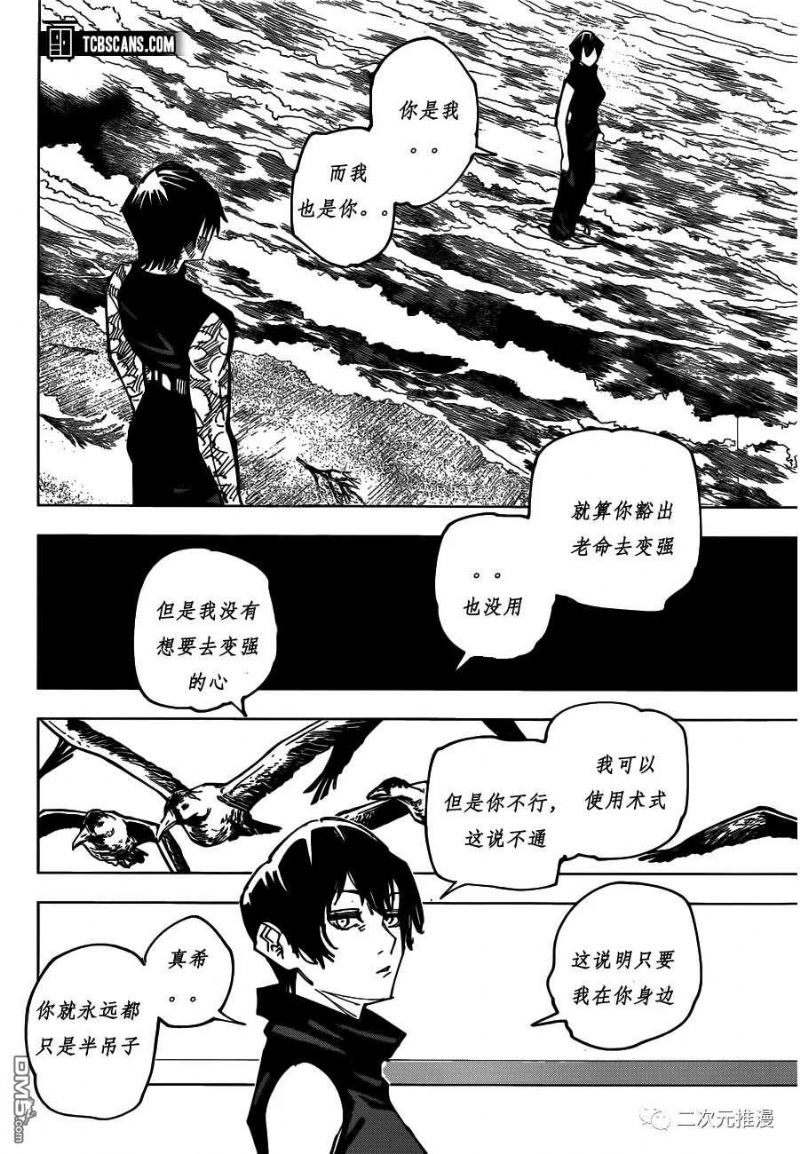 TCBSCANS.COM
你是我
。。
而我
也是你。。
就算你豁出
老命去变强
。。
也没用
但是我没有
想要去变强
的心
我可以
使用术式
但是你不行，
这说不通
这说明只要
我在你身边
真希
。。
你就永远都
只是半吊子
DM5
.com
二次元推漫